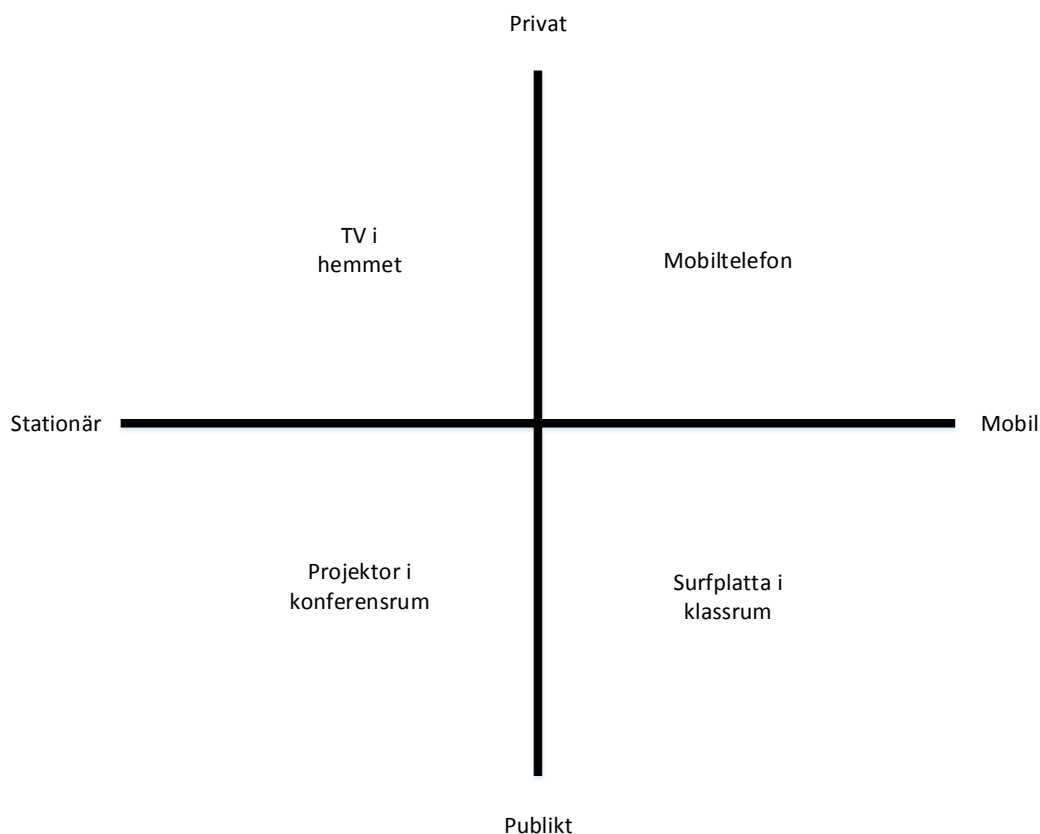 Privat
TV i
hemmet
Mobiltelefon
Stationär
Mobil
Projektor i
konferensrum
Surfplatta i
klassrum
Publikt